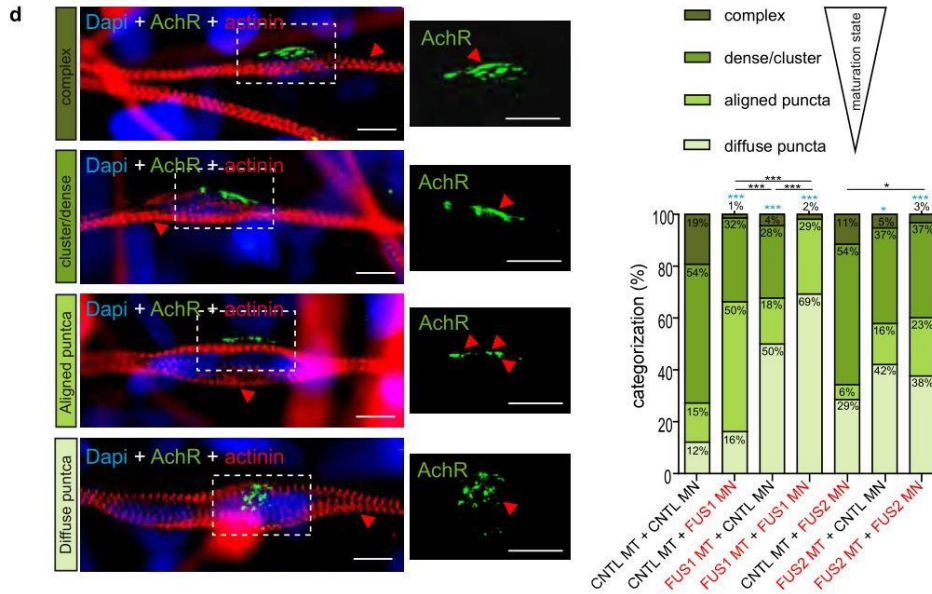 d
complex
Dapi + AchR + actinin
AchR
cluster/dense
Dapi + AchR + actinin
AchR
Aligned puntca
Dapi + AchR + actinin
AchR
Diffuse puntca
Dapi + AchR + actinin
AchR
complex
dense/cluster
aligned puncta
diffuse puncta
maturation state
***
*** ***
*
*** *** *** * ***
1% 2% 3%
categorization (%)
100
80
60
40
20
0
19% 54% 15% 12%
32% 50% 16%
4% 28% 18% 50%
29% 69%
11% 54% 6% 29%
5% 37% 16% 42%
37% 23% 38%
CNTL MT + CNTL MN
CNTL MT + FUS1 MN
FUS1 MT + CNTL MN
FUS1 MT + FUS1 MN
CNTL MT + FUS2 MN
FUS2 MT + CNTL MN
FUS2 MT + FUS2 MN